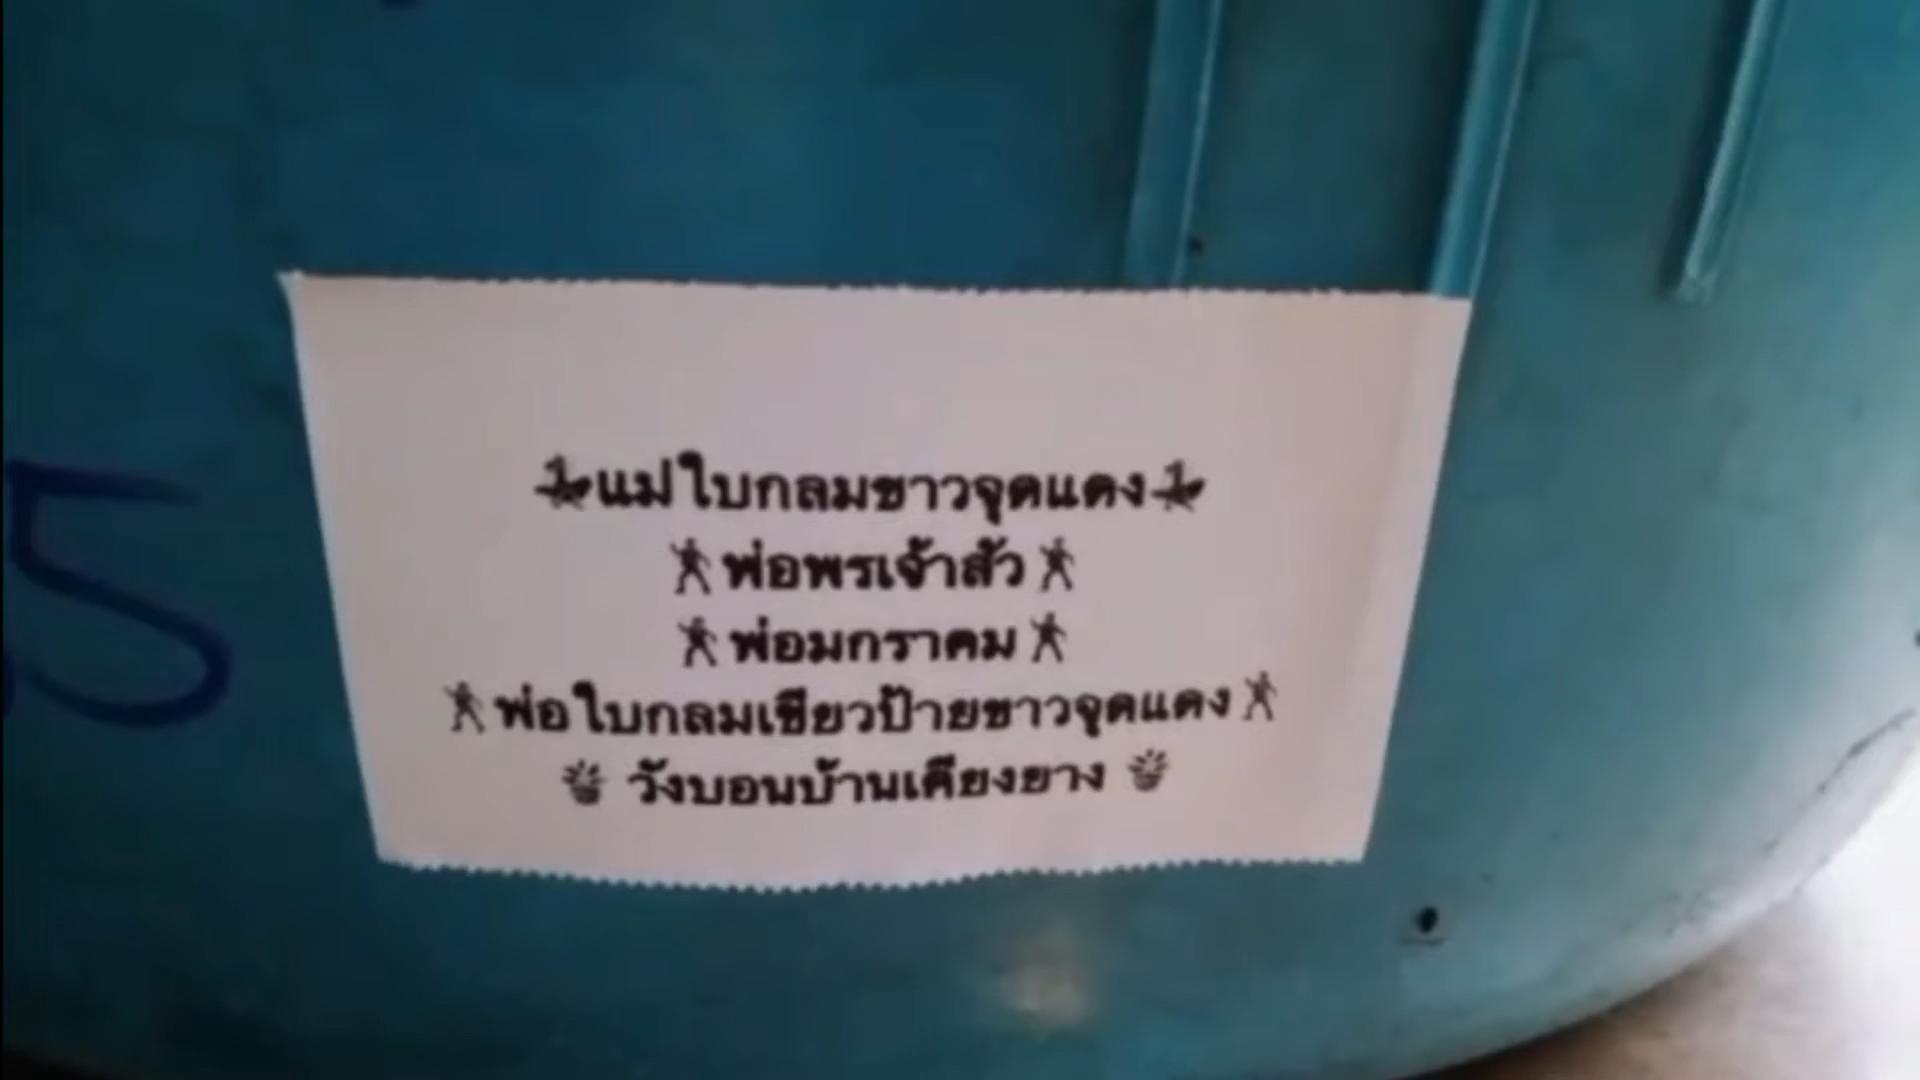 แม่ใบกลมขาวจุดแดง
พ่อพรเจ้าสัว
พ่อมกราคม
พ่อใบกลมเขียวป้ายขาวจุดแดง
วังบอนบ้านเคียงยาง
5